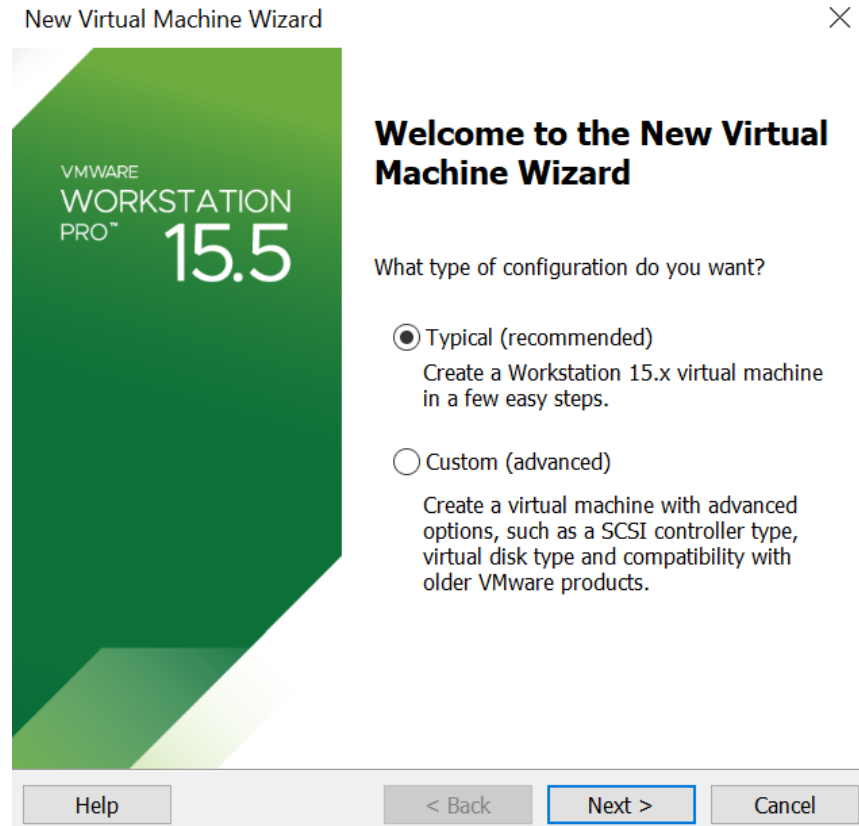 New Virtual Machine Wizard
VMWARE
WORKSTATION
PRO™ 15.5
Welcome to the New Virtual
Machine Wizard
What type of configuration do you want?
Typical (recommended)
Create a Workstation 15.x virtual machine
in a few easy steps.
Custom (advanced)
Create a virtual machine with advanced
options, such as a SCSI controller type,
virtual disk type and compatibility with
older VMware products.
Help < Back Next > Cancel